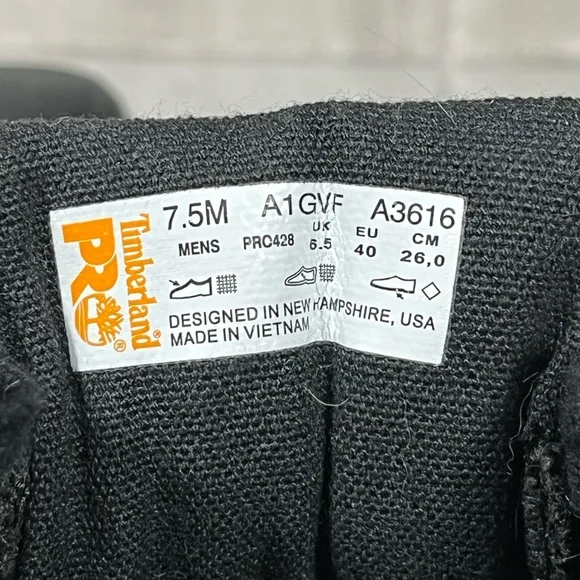 Timberland®
PRO®
7.5M A1GVF A3616
MENS PRO428 UK 6.5 EU 40 CM 26,0
DESIGNED IN NEW HAMPSHIRE, USA
MADE IN VIETNAM